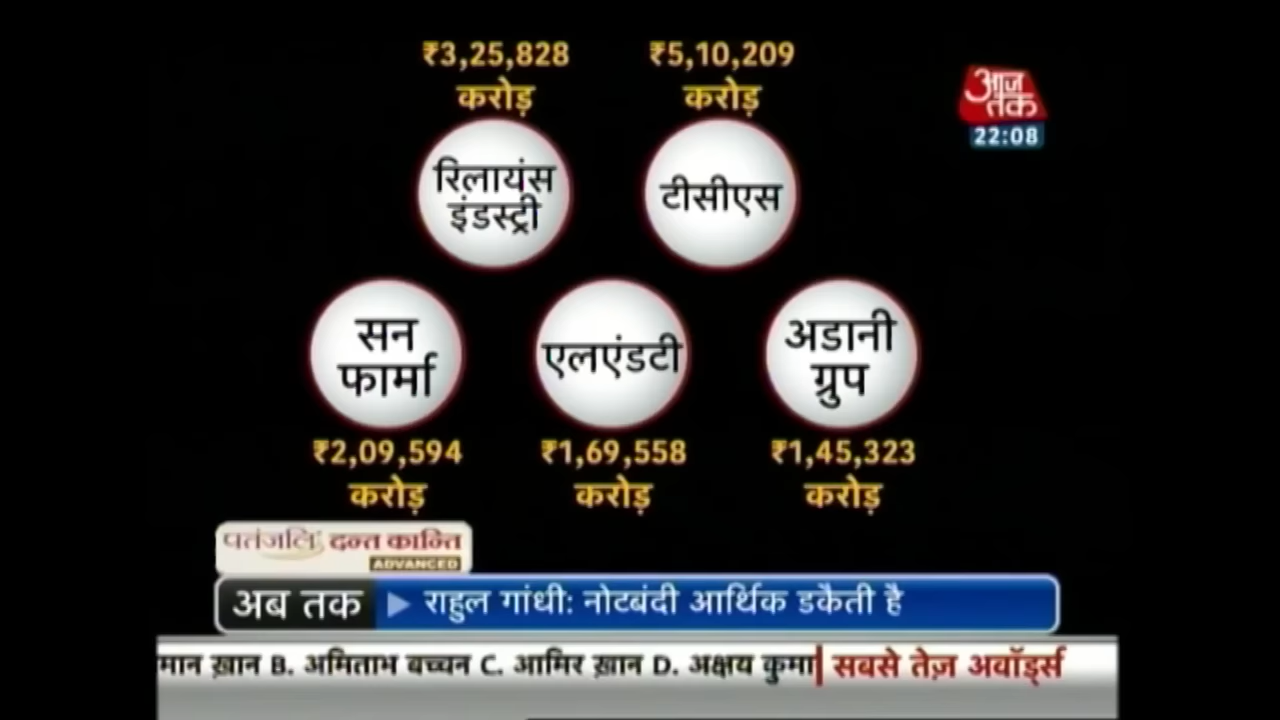 ₹3,25,828
करोड़
₹5,10,209
करोड़
आज
तक
22:08
रिलायंस
इंडस्ट्री
टीसीएस
सन
फार्मा
एलएंडटी
अडानी
ग्रुप
₹2,09,594
करोड़
₹1,69,558
करोड़
₹1,45,323
करोड़
पतंजलि दन्त कान्ति
ADVANCED
अब तक राहुल गांधी: नोटबंदी आर्थिक डकैती है
मान ख़ान B. अमिताभ बच्चन C. आमिर ख़ान D. अक्षय कुमा सबसे तेज़ अवॉर्ड्स